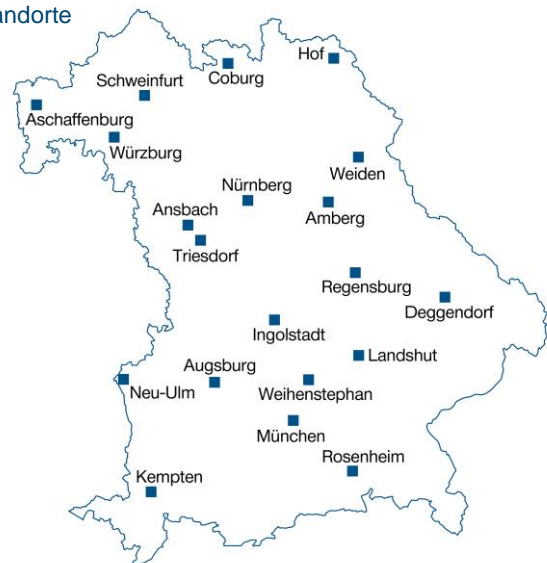 andorte
Hof
Coburg
Schweinfurt
Aschaffenburg
Würzburg
Weiden
Nürnberg
Amberg
Ansbach
Triesdorf
Regensburg
Deggendorf
Ingolstadt
Landshut
Augsburg
Neu-Ulm
Weihenstephan
München
Rosenheim
Kempten